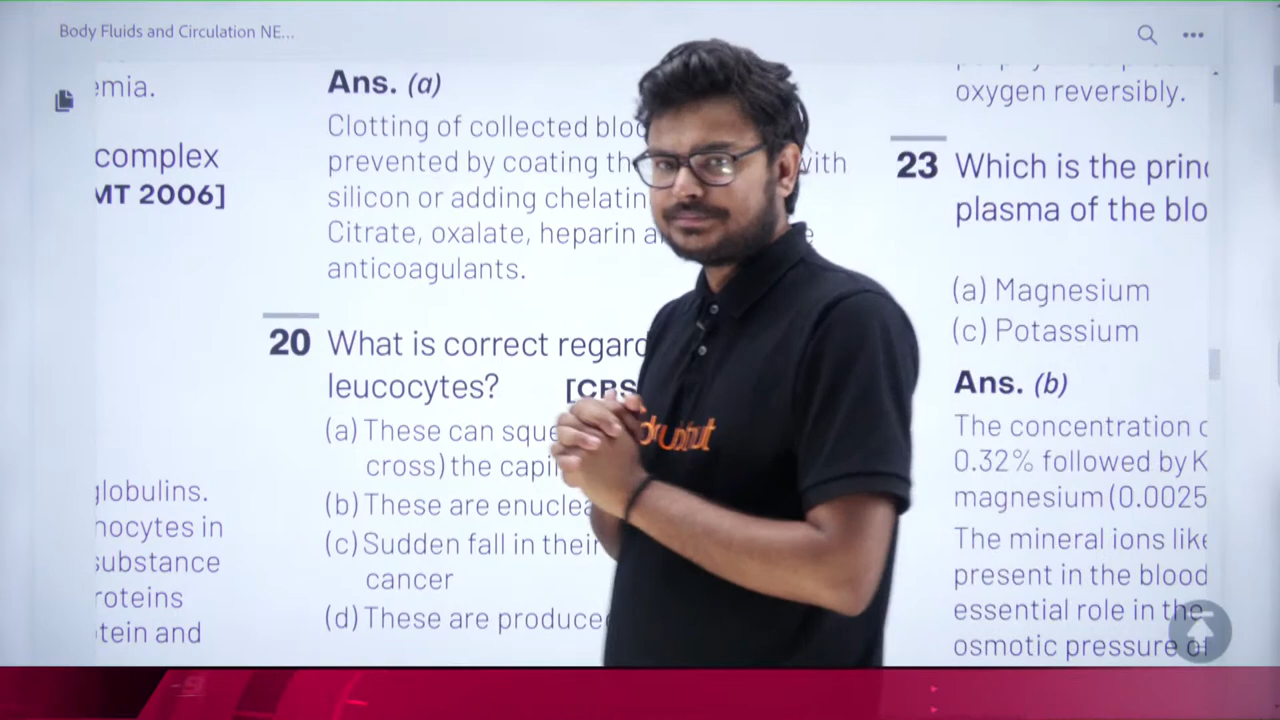 Body Fluids and Circulation NE...
emia.
complex
MT 2006]
globulins.
nocytes in
substance
roteins
tein and
Ans. (a)
Clotting of collected bloo
prevented by coating th with
silicon or adding chelatin
Citrate, oxalate, heparin a e
anticoagulants.
20 What is correct regard
leucocytes? [CBS
(a) These can sque
cross) the capi
(b) These are enuclea
(c) Sudden fall in their
cancer
(d) These are produce
doubtnut
oxygen reversibly.
23 Which is the princ
plasma of the blo
(a) Magnesium
(c) Potassium
Ans. (b)
The concentration o
0.32% followed by K
magnesium (0.0025
The mineral ions like
present in the blood
essential role in the
osmotic pressure of